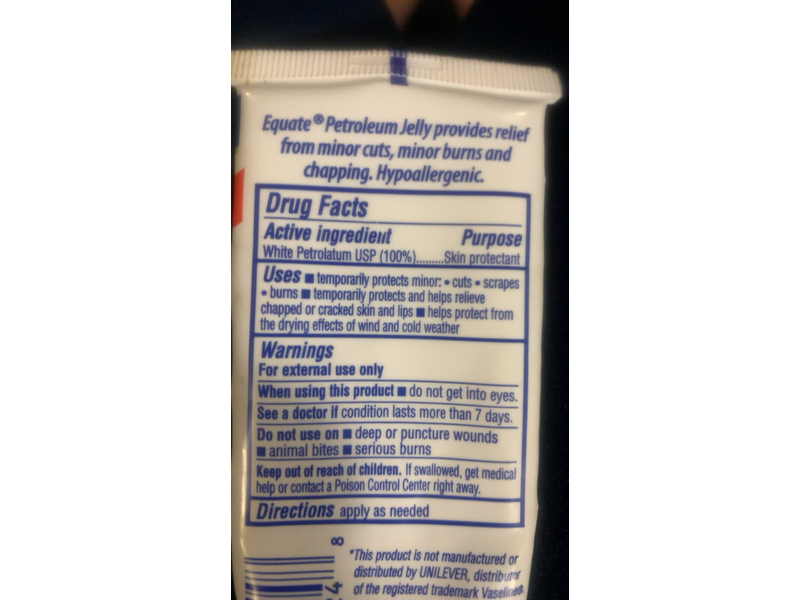 Equate® Petroleum Jelly provides relief
from minor cuts, minor burns and
chapping. Hypoallergenic.
Drug Facts
Active ingredient Purpose
White Petrolatum USP (100%).........Skin protectant
Uses ■ temporarily protects minor: • cuts • scrapes
• burns ■ temporarily protects and helps relieve
chapped or cracked skin and lips ■ helps protect from
the drying effects of wind and cold weather
Warnings
For external use only
When using this product ■ do not get into eyes.
See a doctor if condition lasts more than 7 days.
Do not use on ■ deep or puncture wounds
■ animal bites ■ serious burns
Keep out of reach of children. If swallowed, get medical
help or contact a Poison Control Center right away.
Directions apply as needed
8
*This product is not manufactured or
distributed by UNILEVER, distributor
of the registered trademark Vaseline®.